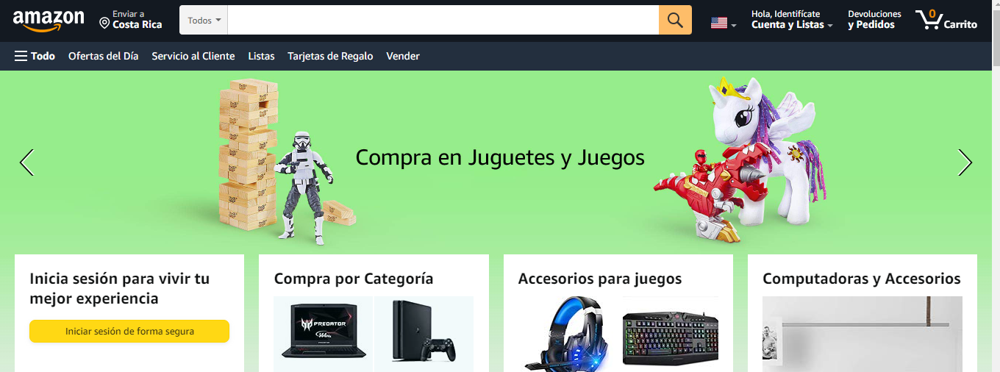 amazon
Enviar a
Costa Rica
Todos
Hola, Identifícate
Cuenta y Listas
Devoluciones
y Pedidos
0
Carrito
Todo
Ofertas del Día
Servicio al Cliente
Listas
Tarjetas de Regalo
Vender
Compra en Juguetes y Juegos
Inicia sesión para vivir tu
mejor experiencia
Iniciar sesión de forma segura
Compra por Categoría
PREDATOR
144Hz
Accesorios para juegos
Computadoras y Accesorios